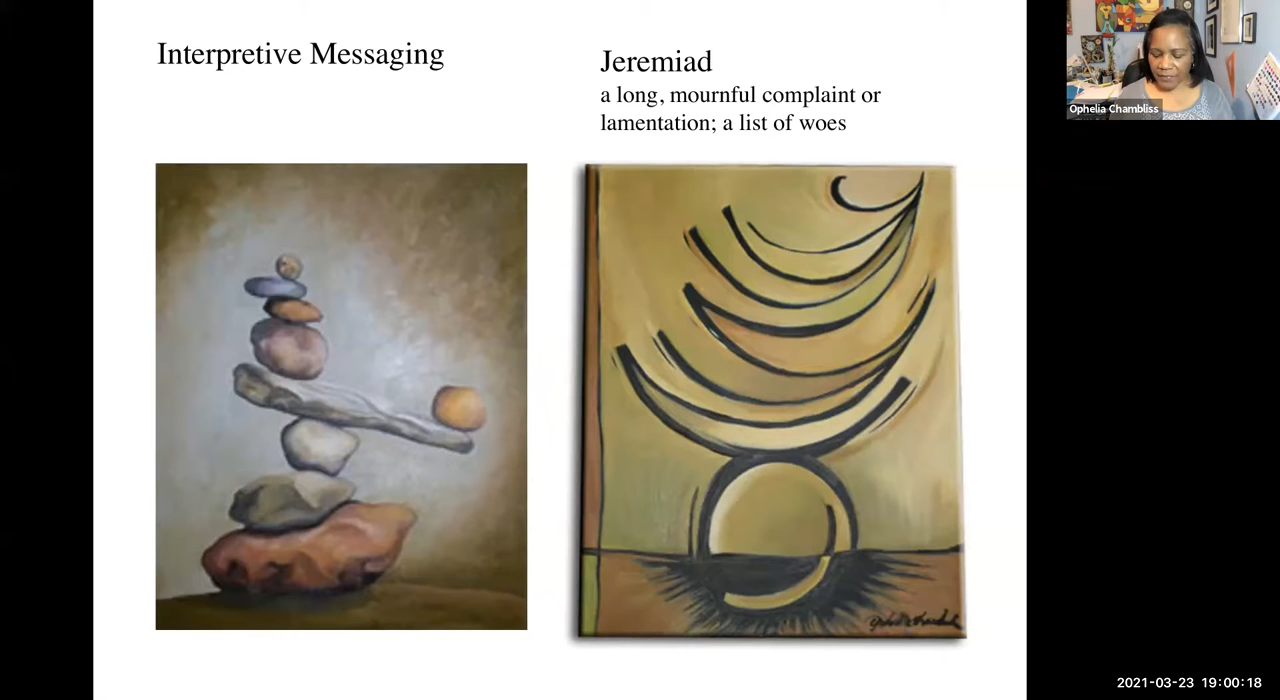 Interpretive Messaging
Jeremiad
a long, mournful complaint or
lamentation; a list of woes
Ophelia Chambliss
2021-03-23 19:00:18